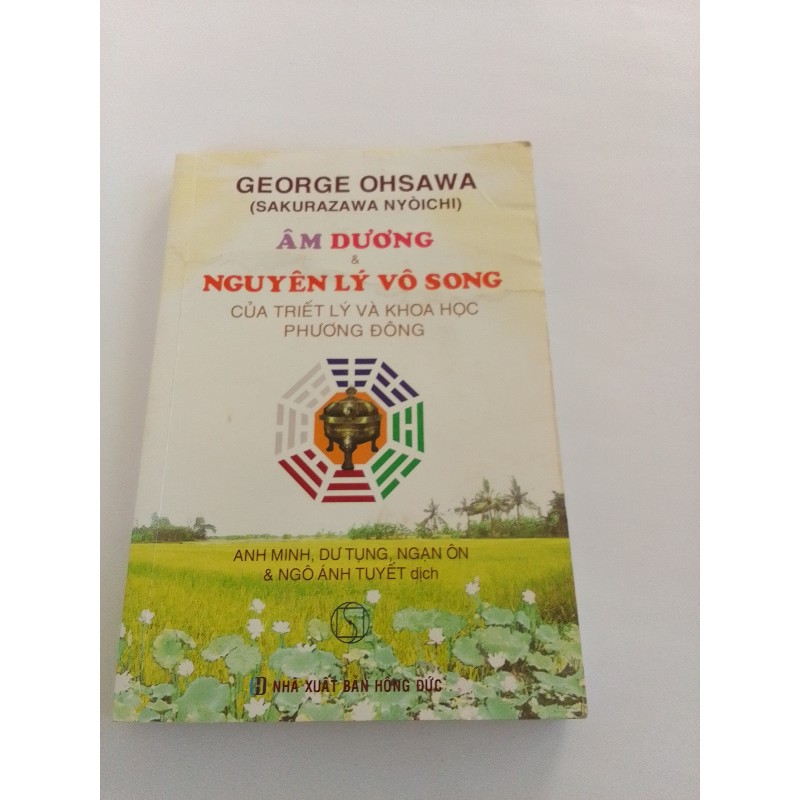 GEORGE OHSAWA
(SAKURAZAWA NYÒICHI)
ÂM DƯƠNG
&
NGUYÊN LÝ VÔ SONG
CỦA TRIẾT LÝ VÀ KHOA HỌC
PHƯƠNG ĐÔNG
ANH MINH, DƯ TỤNG, NGẠN ÔN
& NGÔ ÁNH TUYẾT dịch
NHÀ XUẤT BẢN HỒNG ĐỨC